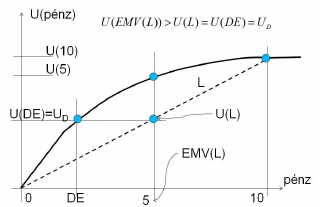 U(pénz)
U(EMV(L)) > U(L) = U(DE) = U_D
U(10)
U(5)
L
U(DE)=U_D
U(L)
EMV(L)
pénz
0
DE
5
10